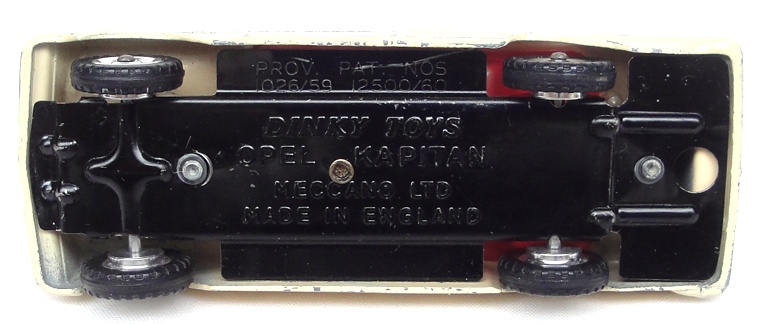 PROV. PAT. NOS
1026/59 12500/60
DINKY TOYS
OPEL KAPITAN
MECCANO LTD
MADE IN ENGLAND